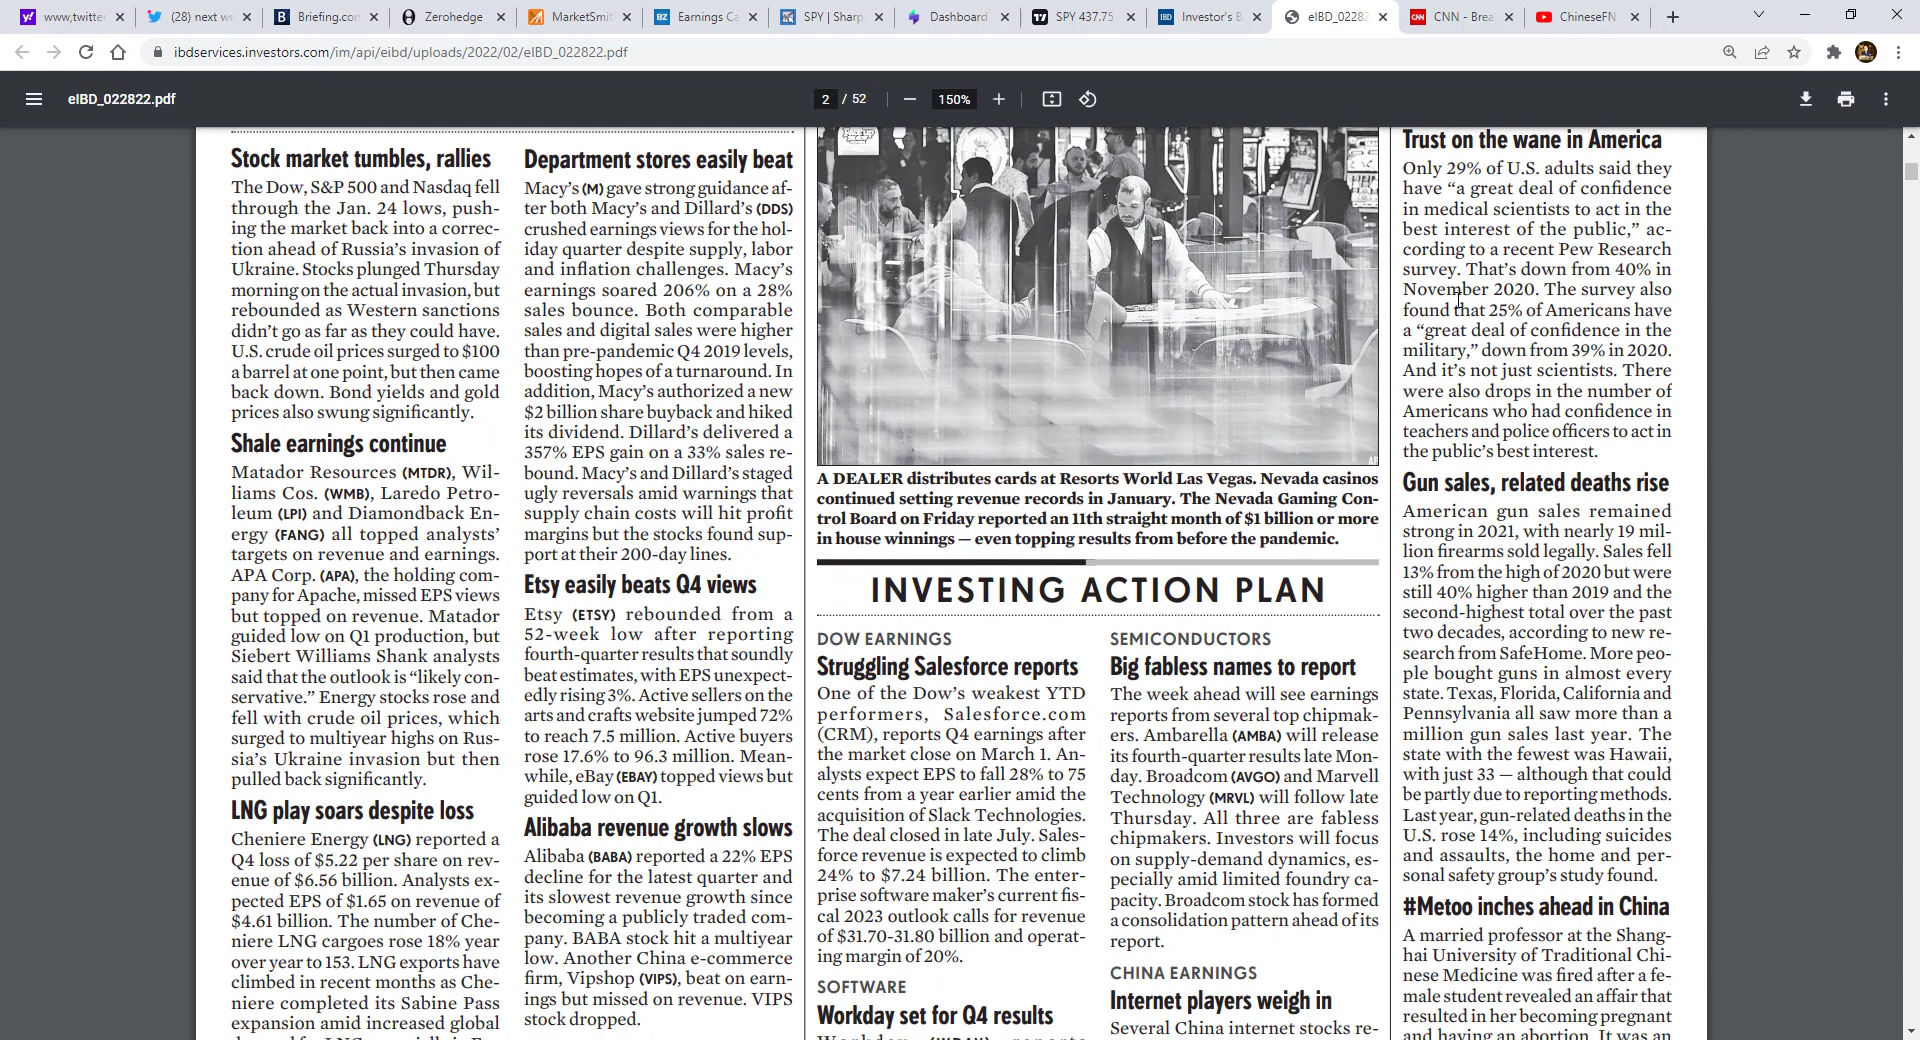 www.twitte
(28) next we
Briefing.con
Zerohedge
MarketSmit
Earnings Ca
SPY | Sharp
Dashboard
SPY 437.75
Investor's B
eIBD_02282
CNN - Brea
ChineseFN
ibdservices.investors.com/im/api/eibd/uploads/2022/02/eIBD_022822.pdf
eIBD_022822.pdf
2 / 52
150%
Stock market tumbles, rallies
The Dow, S&P 500 and Nasdaq fell
through the Jan. 24 lows, push-
ing the market back into a correc-
tion ahead of Russia's invasion of
Ukraine. Stocks plunged Thursday
morning on the actual invasion, but
rebounded as Western sanctions
didn't go as far as they could have.
U.S. crude oil prices surged to $100
a barrel at one point, but then came
back down. Bond yields and gold
prices also swung significantly.
Shale earnings continue
Matador Resources (MTDR), Wil-
liams Cos. (WMB), Laredo Petro-
leum (LPI) and Diamondback En-
ergy (FANG) all topped analysts'
targets on revenue and earnings.
APA Corp. (APA), the holding com-
pany for Apache, missed EPS views
but topped on revenue. Matador
guided low on Q1 production, but
Siebert Williams Shank analysts
said that the outlook is “likely con-
servative.” Energy stocks rose and
fell with crude oil prices, which
surged to multiyear highs on Rus-
sia's Ukraine invasion but then
pulled back significantly.
LNG play soars despite loss
Cheniere Energy (LNG) reported a
Q4 loss of $5.22 per share on rev-
enue of $6.56 billion. Analysts ex-
pected EPS of $1.65 on revenue of
$4.61 billion. The number of Che-
niere LNG cargoes rose 18% year
over year to 153. LNG exports have
climbed in recent months as Che-
niere completed its Sabine Pass
expansion amid increased global
Department stores easily beat
Macy's (M) gave strong guidance af-
ter both Macy's and Dillard's (DDS)
crushed earnings views for the hol-
iday quarter despite supply, labor
and inflation challenges. Macy's
earnings soared 206% on a 28%
sales bounce. Both comparable
sales and digital sales were higher
than pre-pandemic Q4 2019 levels,
boosting hopes of a turnaround. In
addition, Macy's authorized a new
$2 billion share buyback and hiked
its dividend. Dillard's delivered a
357% EPS gain on a 33% sales re-
bound. Macy's and Dillard's staged
ugly reversals amid warnings that
supply chain costs will hit profit
margins but the stocks found sup-
port at their 200-day lines.
Etsy easily beats Q4 views
Etsy (ETSY) rebounded from a
52-week low after reporting
fourth-quarter results that soundly
beat estimates, with EPS unexpect-
edly rising 3%. Active sellers on the
arts and crafts website jumped 72%
to reach 7.5 million. Active buyers
rose 17.6% to 96.3 million. Mean-
while, eBay (EBAY) topped views but
guided low on Q1.
Alibaba revenue growth slows
Alibaba (BABA) reported a 22% EPS
decline for the latest quarter and
its slowest revenue growth since
becoming a publicly traded com-
pany. BABA stock hit a multiyear
low. Another China e-commerce
firm, Vipshop (VIPS), beat on earn-
ings but missed on revenue. VIPS
stock dropped.
A DEALER distributes cards at Resorts World Las Vegas. Nevada casinos
continued setting revenue records in January. The Nevada Gaming Con-
trol Board on Friday reported an 11th straight month of $1 billion or more
in house winnings — even topping results from before the pandemic.
INVESTING ACTION PLAN
DOW EARNINGS
Struggling Salesforce reports
One of the Dow's weakest YTD
performers, Salesforce.com
(CRM), reports Q4 earnings after
the market close on March 1. An-
alysts expect EPS to fall 28% to 75
cents from a year earlier amid the
acquisition of Slack Technologies.
The deal closed in late July. Sales-
force revenue is expected to climb
24% to $7.24 billion. The enter-
prise software maker's current fis-
cal 2023 outlook calls for revenue
of $31.70-31.80 billion and operat-
ing margin of 20%.
SOFTWARE
Workday set for Q4 results
SEMICONDUCTORS
Big fabless names to report
The week ahead will see earnings
reports from several top chipmak-
ers. Ambarella (AMBA) will release
its fourth-quarter results late Mon-
day. Broadcom (AVGO) and Marvell
Technology (MRVL) will follow late
Thursday. All three are fabless
chipmakers. Investors will focus
on supply-demand dynamics, es-
pecially amid limited foundry ca-
pacity. Broadcom stock has formed
a consolidation pattern ahead of its
report.
CHINA EARNINGS
Internet players weigh in
Several China internet stocks re-
Trust on the wane in America
Only 29% of U.S. adults said they
have “a great deal of confidence
in medical scientists to act in the
best interest of the public,” ac-
cording to a recent Pew Research
survey. That's down from 40% in
November 2020. The survey also
found that 25% of Americans have
a “great deal of confidence in the
military,” down from 39% in 2020.
And it's not just scientists. There
were also drops in the number of
Americans who had confidence in
teachers and police officers to act in
the public's best interest.
Gun sales, related deaths rise
American gun sales remained
strong in 2021, with nearly 19 mil-
lion firearms sold legally. Sales fell
13% from the high of 2020 but were
still 40% higher than 2019 and the
second-highest total over the past
two decades, according to new re-
search from SafeHome. More peo-
ple bought guns in almost every
state. Texas, Florida, California and
Pennsylvania all saw more than a
million gun sales last year. The
state with the fewest was Hawaii,
with just 33 — although that could
be partly due to reporting methods.
Last year, gun-related deaths in the
U.S. rose 14%, including suicides
and assaults, the home and per-
sonal safety group's study found.
#Metoo inches ahead in China
A married professor at the Shang-
hai University of Traditional Chi-
nese Medicine was fired after a fe-
male student revealed an affair that
resulted in her becoming pregnant
and having an abortion. It was an